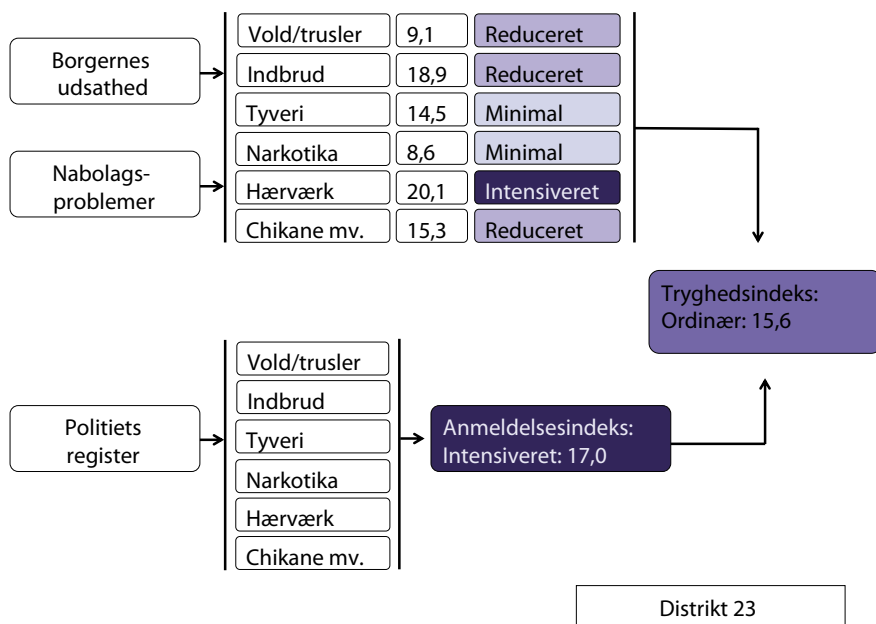 Borgernes
udsathed
Nabolags-
problemer
Vold/trusler 9,1 Reduceret
Indbrud 18,9 Reduceret
Tyveri 14,5 Minimal
Narkotika 8,6 Minimal
Hærværk 20,1 Intensiveret
Chikane mv. 15,3 Reduceret
Tryghedsindeks:
Ordinær: 15,6
Politiets
register
Vold/trusler
Indbrud
Tyveri
Narkotika
Hærværk
Chikane mv.
Anmeldelsesindeks:
Intensiveret: 17,0
Distrikt 23